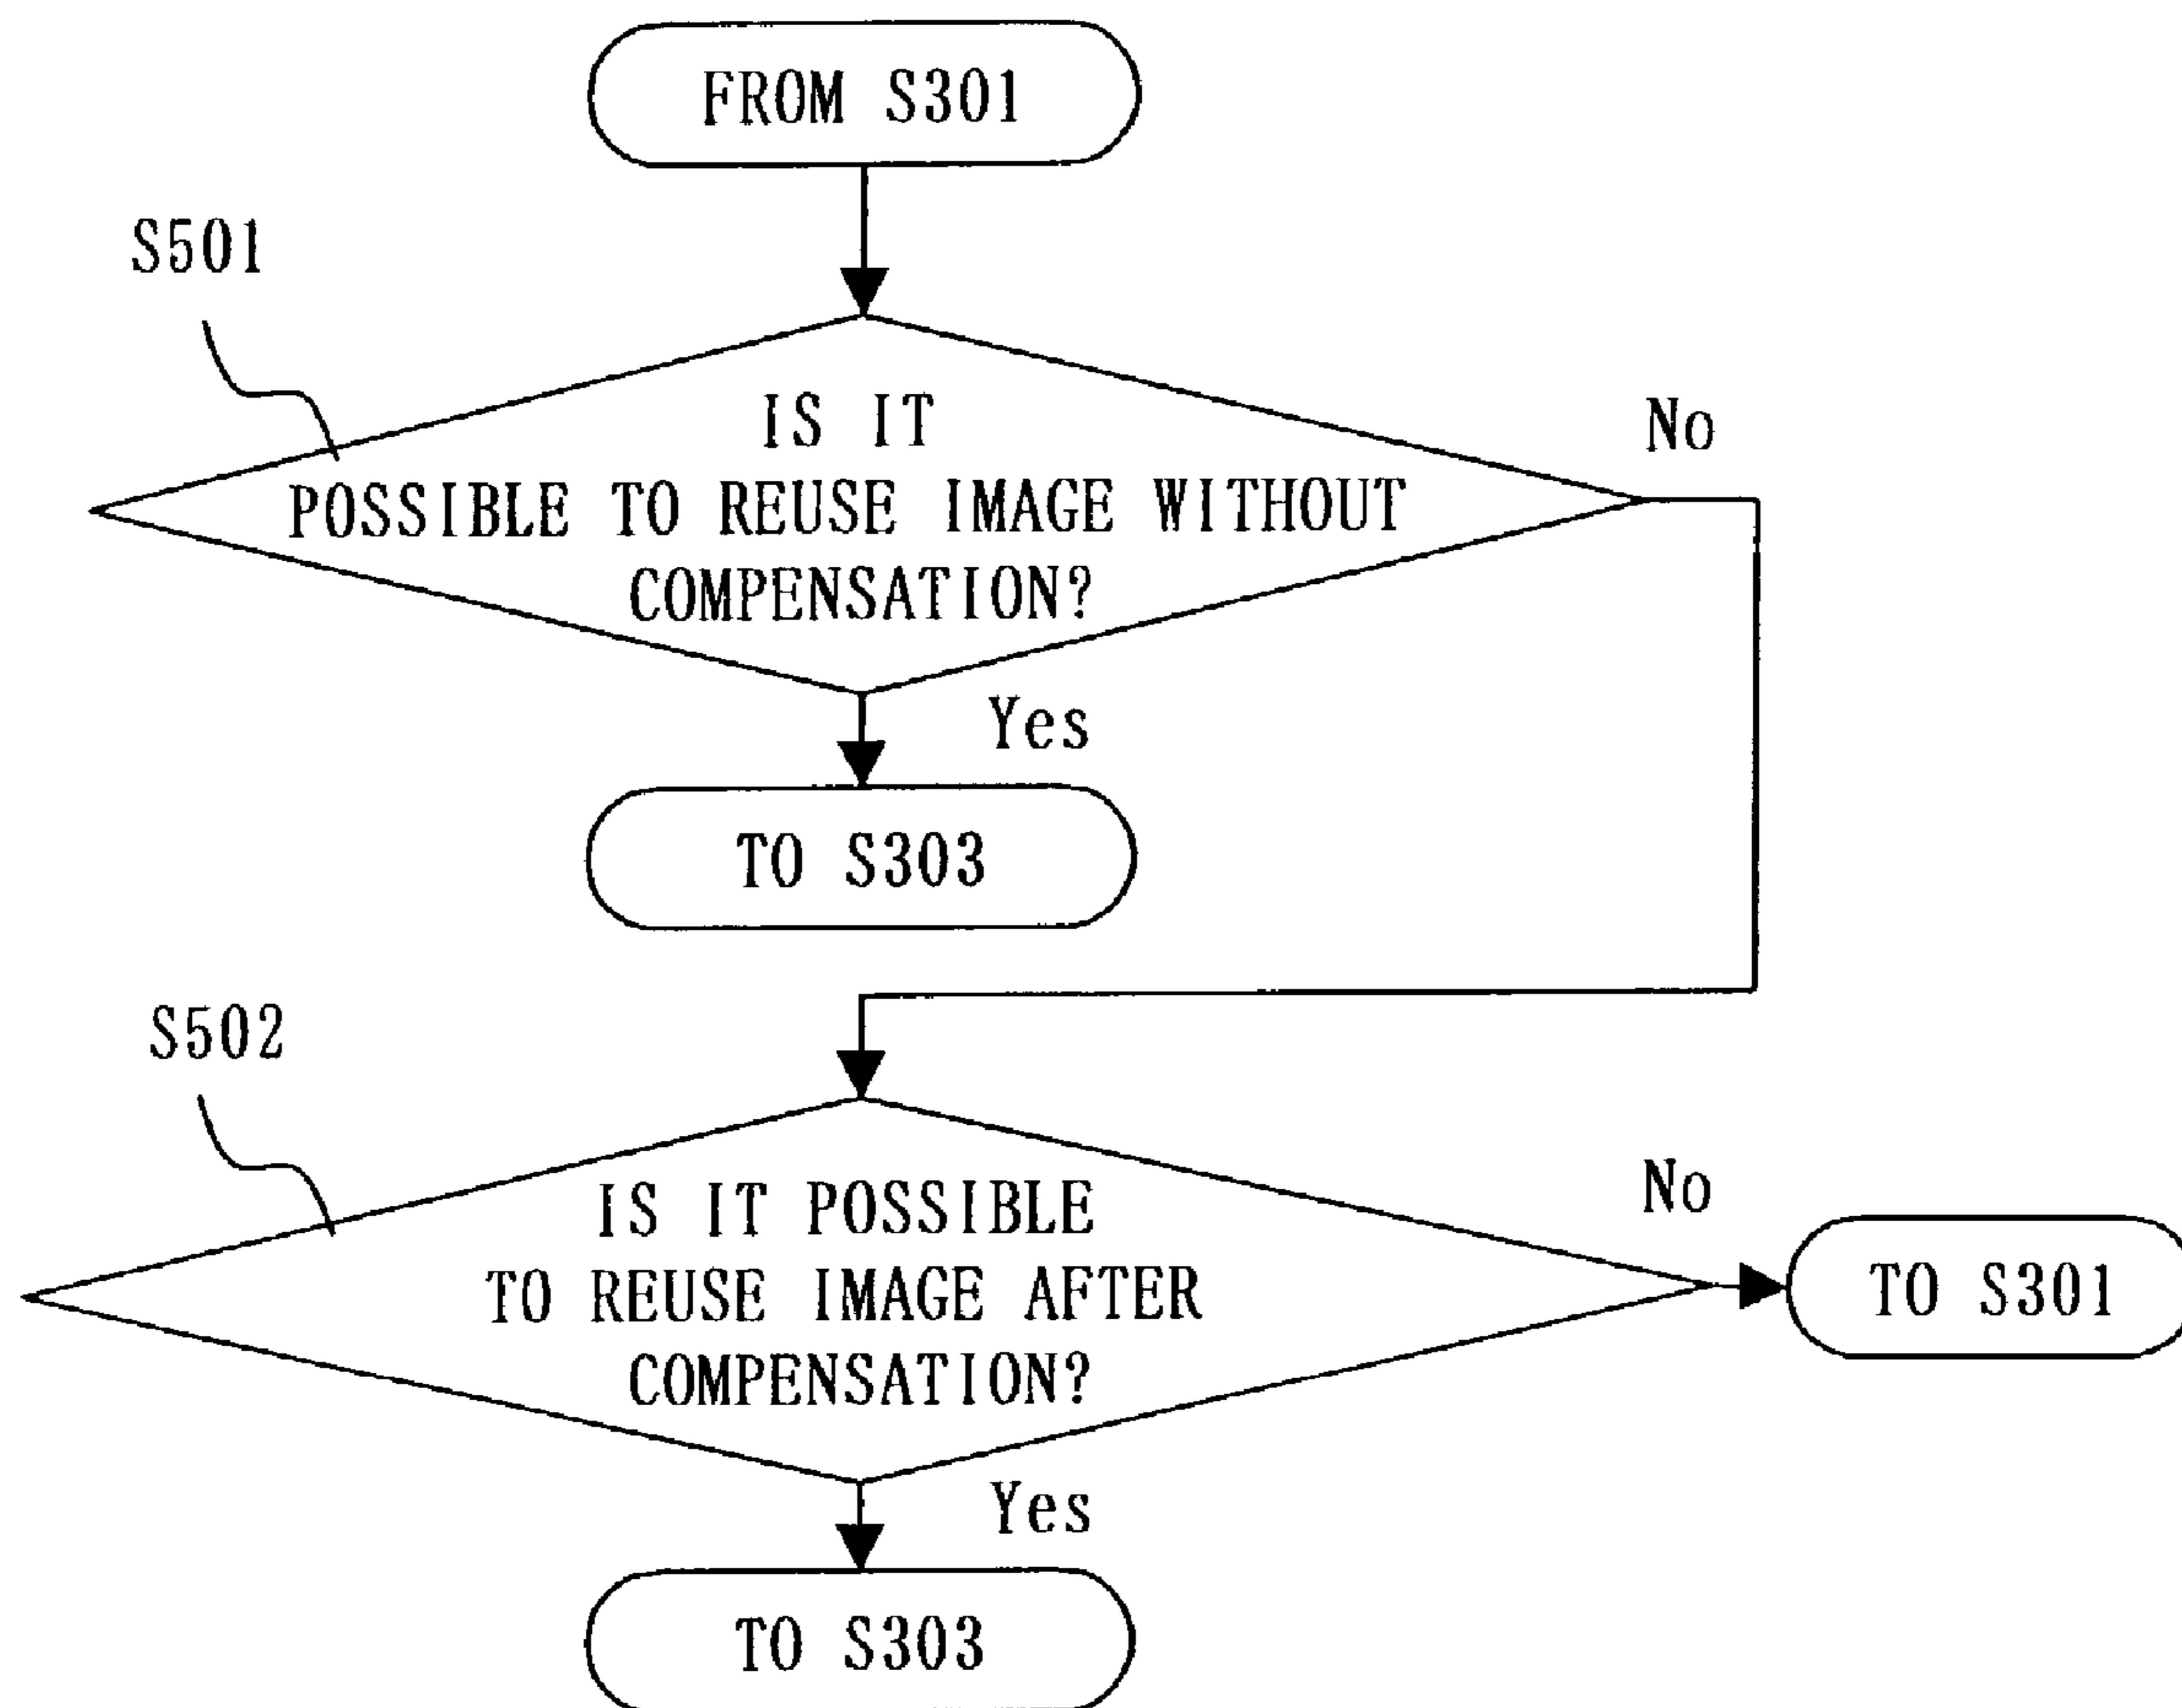 FROM S301
S501
IS IT
POSSIBLE TO REUSE IMAGE WITHOUT
COMPENSATION?
No
Yes
TO S303
S502
IS IT POSSIBLE
TO REUSE IMAGE AFTER
COMPENSATION?
No
TO S301
Yes
TO S303